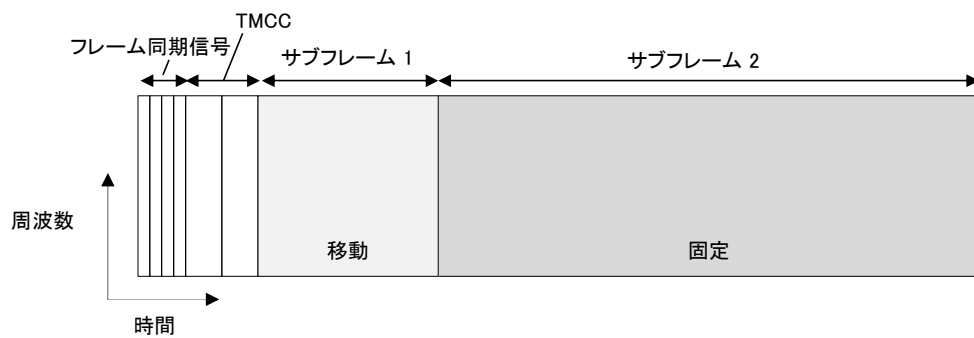 TMCC
フレーム同期信号
サブフレーム 1
サブフレーム 2
周波数
移動
固定
時間